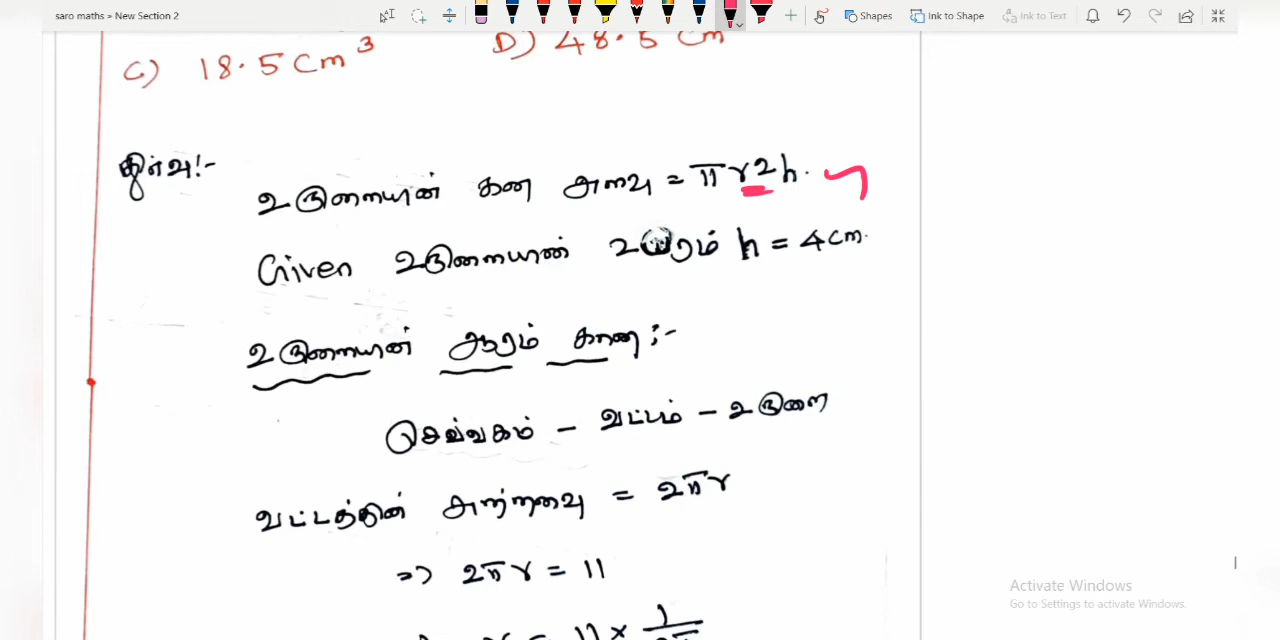 saro maths > New Section 2
Shapes Ink to Shape Ink to Text
C) 18.5 Cm³ D) 48.5 Cm
தீர்வு:-
உருளையின் கன அளவு = πr2h.
Given உருளையின் உயரம் h = 4cm.
உருளையின் ஆரம் காண :-
செவ்வகம் - வட்டம் - உருளை
வட்டத்தின் சுற்றளவு = 2πr
=> 2πr = 11
= 11 × 1
Activate Windows
Go to Settings to activate Windows.